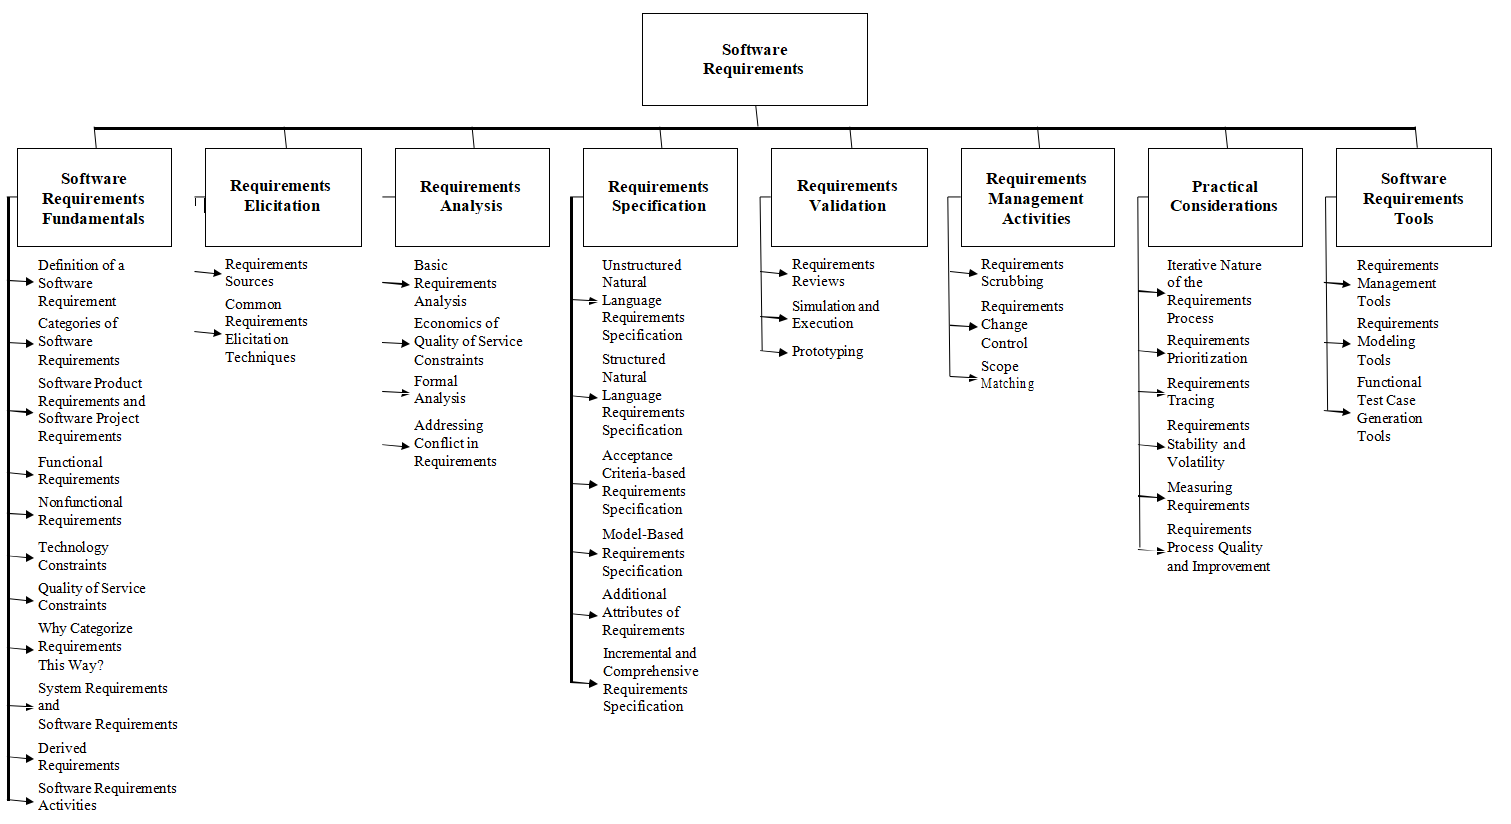 Software
Requirements
Software
Requirements
Fundamentals
Definition of a
Software
Requirement
Categories of
Software
Requirements
Software Product
Requirements and
Software Project
Requirements
Functional
Requirements
Nonfunctional
Requirements
Technology
Constraints
Quality of Service
Constraints
Why Categorize
Requirements
This Way?
System Requirements
and
Software Requirements
Derived
Requirements
Software Requirements
Activities
Requirements
Elicitation
Requirements
Sources
Common
Requirements
Elicitation
Techniques
Requirements
Analysis
Basic
Requirements
Analysis
Economics of
Quality of Service
Constraints
Formal
Analysis
Addressing
Conflict in
Requirements
Requirements
Specification
Unstructured
Natural
Language
Requirements
Specification
Structured
Natural
Language
Requirements
Specification
Acceptance
Criteria-based
Requirements
Specification
Model-Based
Requirements
Specification
Additional
Attributes of
Requirements
Incremental and
Comprehensive
Requirements
Specification
Requirements
Validation
Requirements
Reviews
Simulation and
Execution
Prototyping
Requirements
Management
Activities
Requirements
Scrubbing
Requirements
Change
Control
Scope
Matching
Practical
Considerations
Iterative Nature
of the
Requirements
Process
Requirements
Prioritization
Requirements
Tracing
Requirements
Stability and
Volatility
Measuring
Requirements
Requirements
Process Quality
and Improvement
Software
Requirements
Tools
Requirements
Management
Tools
Requirements
Modeling
Tools
Functional
Test Case
Generation
Tools